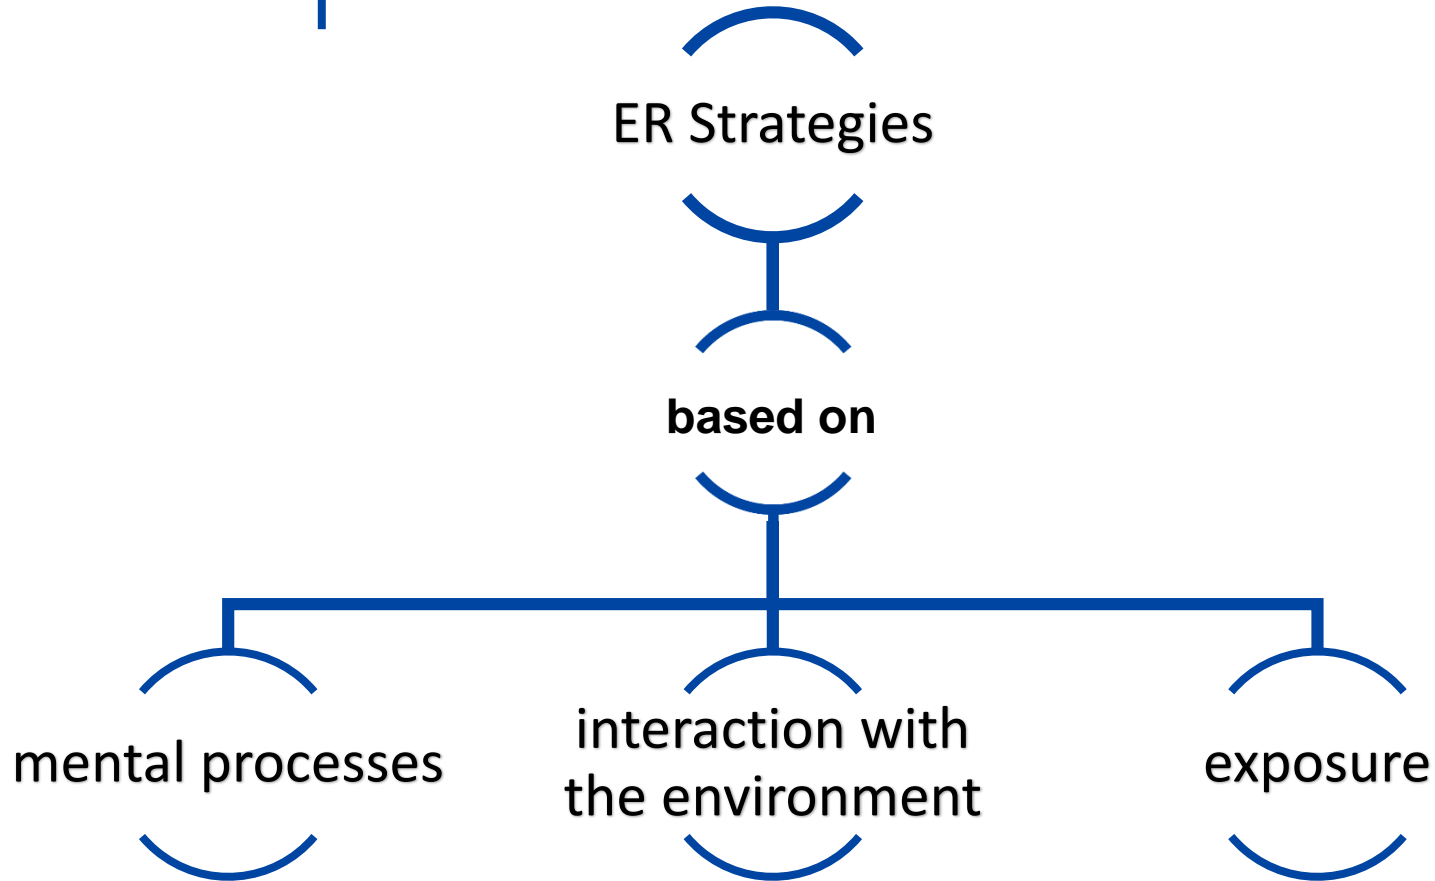 ER Strategies
based on
mental processes
interaction with
the environment
exposure